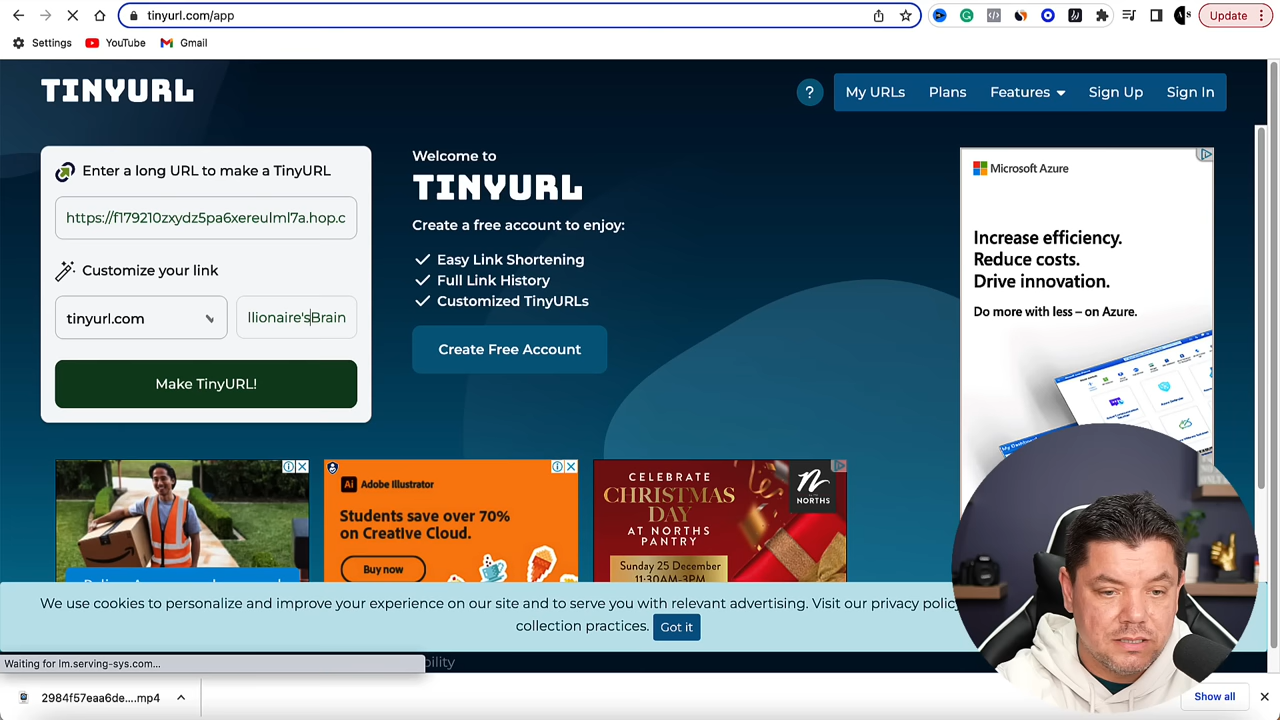 tinyurl.com/app
Update
Settings
YouTube
Gmail
TINYURL
?
My URLs
Plans
Features
Sign Up
Sign In
Enter a long URL to make a TinyURL
https://f179210zxydz5pa6xereulml7a.hop.c
Customize your link
tinyurl.com
llionaire'sBrain
Make TinyURL!
Welcome to
TINYURL
Create a free account to enjoy:
Easy Link Shortening
Full Link History
Customized TinyURLs
Create Free Account
Microsoft Azure
Increase efficiency.
Reduce costs.
Drive innovation.
Do more with less – on Azure.
Ai Adobe Illustrator
Students save over 70%
on Creative Cloud.
Buy now
CELEBRATE
CHRISTMAS
DAY
AT NORTHS
PANTRY
Sunday 25 December
11:30AM-3PM
n
NORTHS
We use cookies to personalize and improve your experience on our site and to serve you with relevant advertising. Visit our privacy policy
collection practices.
Got it
Waiting for lm.serving-sys.com...
bility
2984f57eaa6de....mp4
Show all